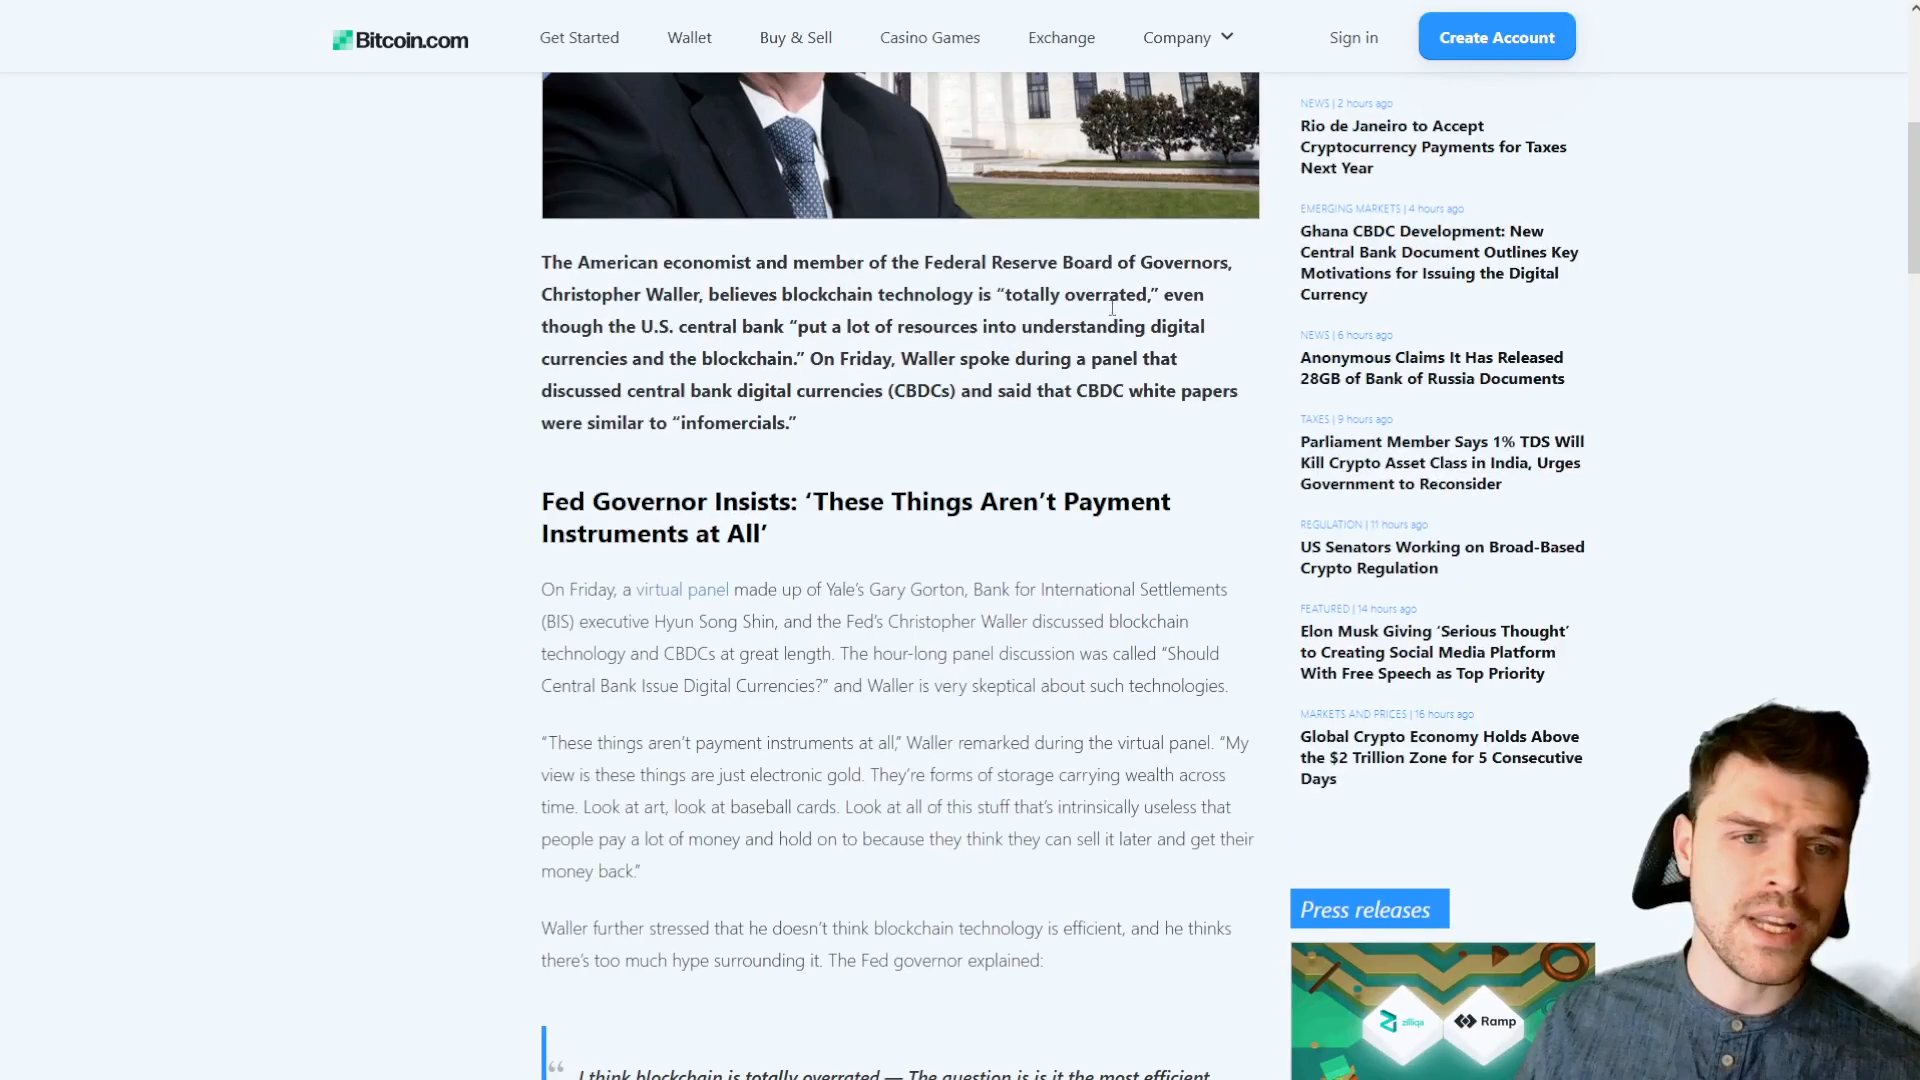 Bitcoin.com
Get Started
Wallet
Buy & Sell
Casino Games
Exchange
Company
Sign in
Create Account
The American economist and member of the Federal Reserve Board of Governors,
Christopher Waller, believes blockchain technology is “totally overrated,” even
though the U.S. central bank “put a lot of resources into understanding digital
currencies and the blockchain.” On Friday, Waller spoke during a panel that
discussed central bank digital currencies (CBDCs) and said that CBDC white papers
were similar to “infomercials.”
Fed Governor Insists: ‘These Things Aren’t Payment
Instruments at All’
On Friday, a virtual panel made up of Yale’s Gary Gorton, Bank for International Settlements
(BIS) executive Hyun Song Shin, and the Fed’s Christopher Waller discussed blockchain
technology and CBDCs at great length. The hour-long panel discussion was called “Should
Central Bank Issue Digital Currencies?” and Waller is very skeptical about such technologies.
“These things aren’t payment instruments at all,” Waller remarked during the virtual panel. “My
view is these things are just electronic gold. They’re forms of storage carrying wealth across
time. Look at art, look at baseball cards. Look at all of this stuff that’s intrinsically useless that
people pay a lot of money and hold on to because they think they can sell it later and get their
money back.”
Waller further stressed that he doesn’t think blockchain technology is efficient, and he thinks
there’s too much hype surrounding it. The Fed governor explained:
“ I think blockchain is totally overrated — The question is is it the most efficient
NEWS | 2 hours ago
Rio de Janeiro to Accept
Cryptocurrency Payments for Taxes
Next Year
EMERGING MARKETS | 4 hours ago
Ghana CBDC Development: New
Central Bank Document Outlines Key
Motivations for Issuing the Digital
Currency
NEWS | 6 hours ago
Anonymous Claims It Has Released
28GB of Bank of Russia Documents
TAXES | 9 hours ago
Parliament Member Says 1% TDS Will
Kill Crypto Asset Class in India, Urges
Government to Reconsider
REGULATION | 11 hours ago
US Senators Working on Broad-Based
Crypto Regulation
FEATURED | 14 hours ago
Elon Musk Giving ‘Serious Thought’
to Creating Social Media Platform
With Free Speech as Top Priority
MARKETS AND PRICES | 16 hours ago
Global Crypto Economy Holds Above
the $2 Trillion Zone for 5 Consecutive
Days
Press releases
zilliqa
Ramp